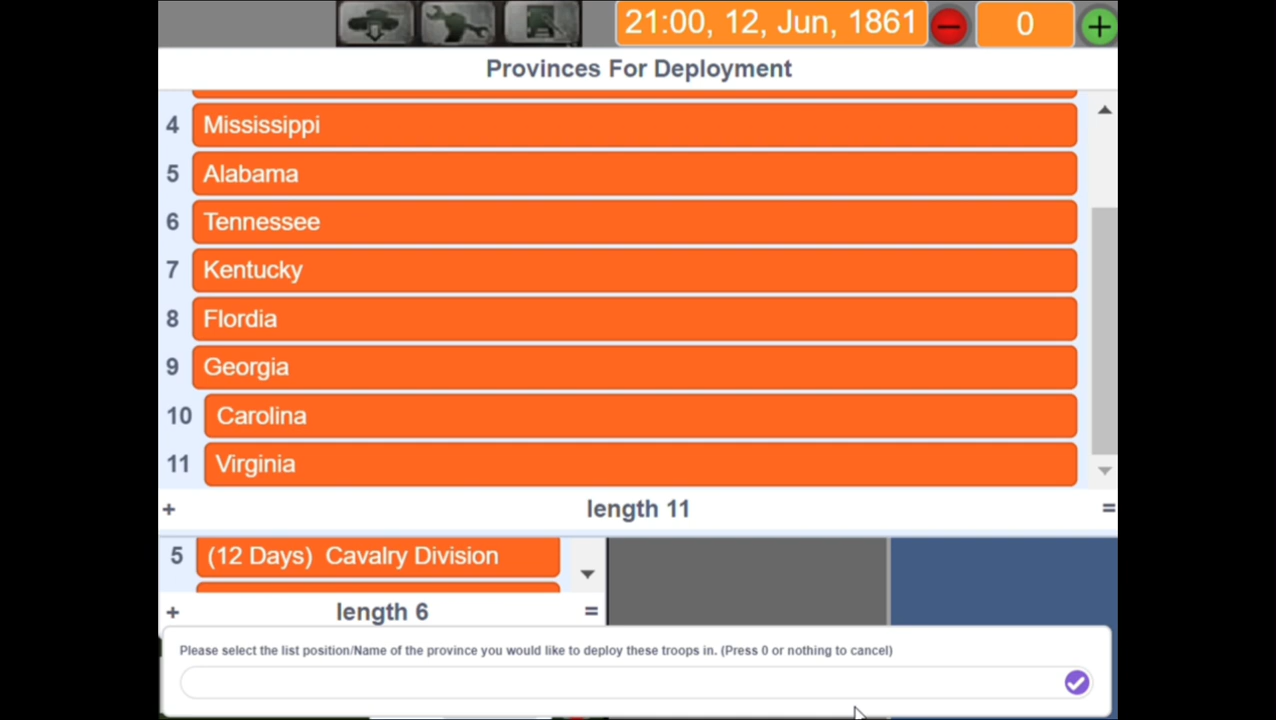 21:00, 12, Jun, 1861
0
Provinces For Deployment
4 Mississippi
5 Alabama
6 Tennessee
7 Kentucky
8 Flordia
9 Georgia
10 Carolina
11 Virginia
+ length 11 =
5 (12 Days) Cavalry Division
+ length 6 =
Please select the list position/Name of the province you would like to deploy these troops in. (Press 0 or nothing to cancel)